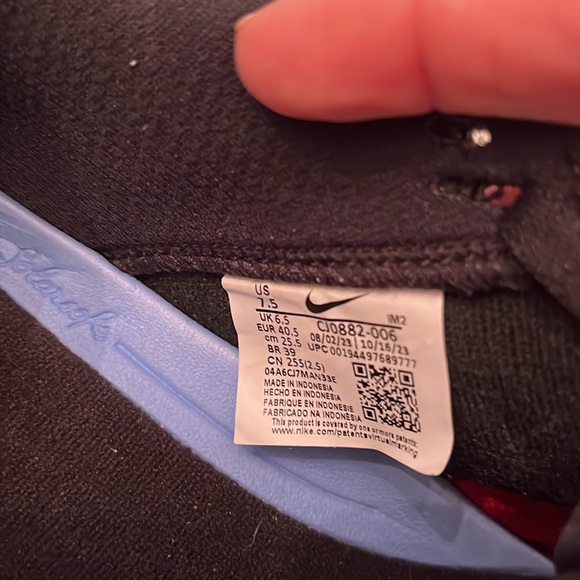 US
7.5
IM2
UK 6.5
CJ0882-006
EUR 40.5
08/02/23 | 10/16/23
cm 25.5
UPC 00194497689777
BR 39
CN 255(2.5)
04A6CJ7MAN33E
MADE IN INDONESIA
HECHO EN INDONESIA
FABRIQUE EN INDONESIE
FABRICADO NA INDONÉSIA
This product is covered by one or more patents:
www.nike.com/patentsvirtualmarking